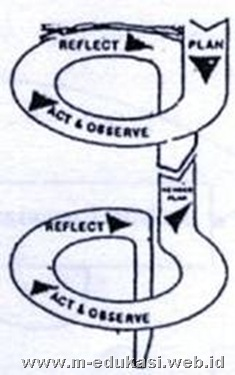 REFLECT
PLAN
ACT & OBSERVE
REFLECT
ACT & OBSERVE
www.m-edukasi.web.id